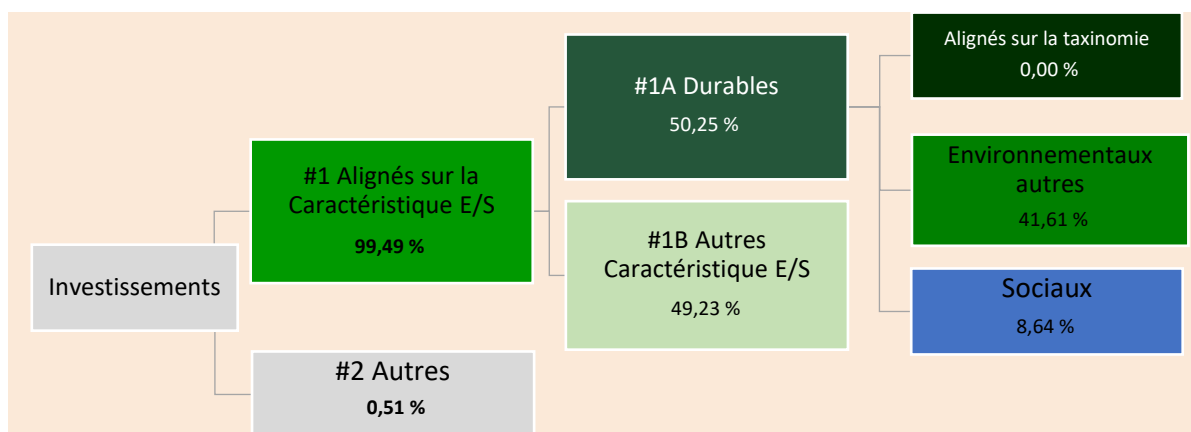 Investissements
#1 Alignés sur la
Caractéristique E/S
99,49 %
#2 Autres
0,51 %
#1A Durables
50,25 %
#1B Autres
Caractéristique E/S
49,23 %
Alignés sur la taxinomie
0,00 %
Environnementaux
autres
41,61 %
Sociaux
8,64 %